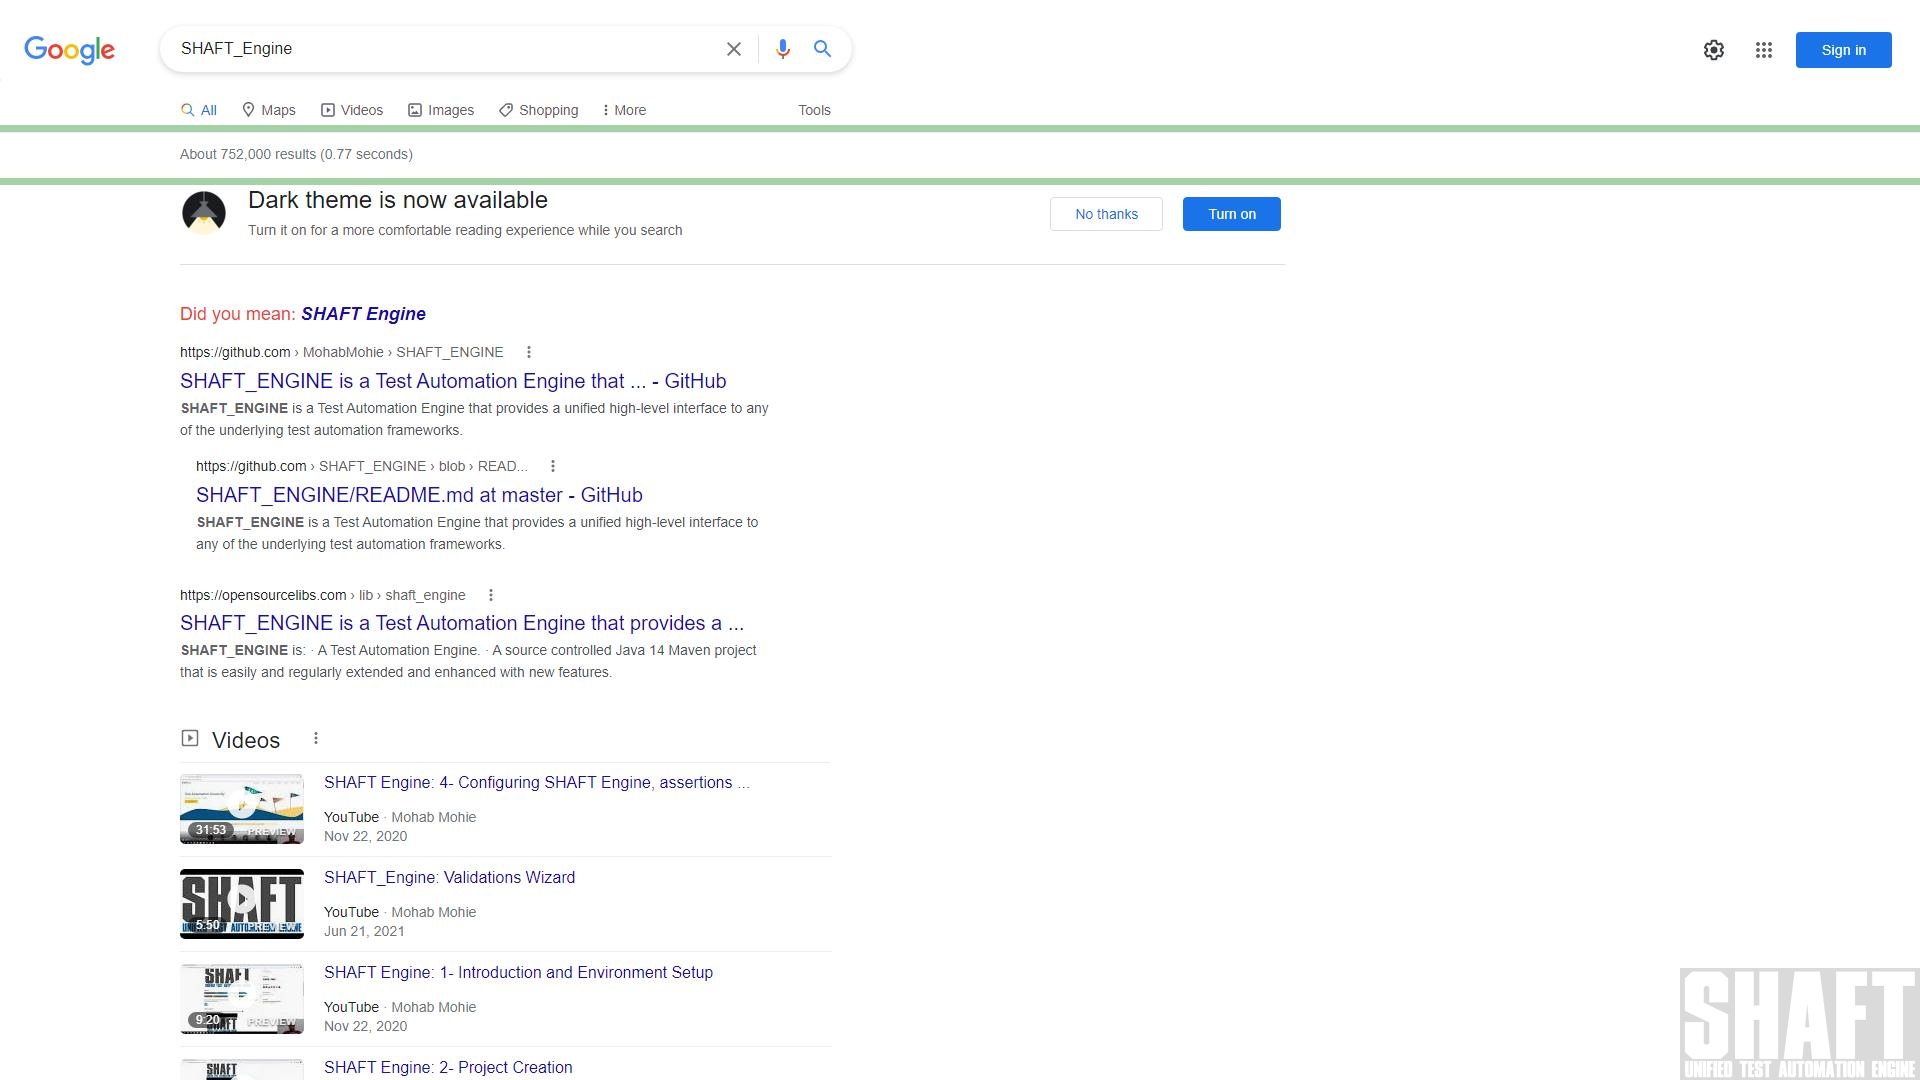 Google
SHAFT_Engine
Sign in
All
Maps
Videos
Images
Shopping
More
Tools
About 752,000 results (0.77 seconds)
Dark theme is now available
Turn it on for a more comfortable reading experience while you search
No thanks
Turn on
Did you mean: SHAFT Engine
https://github.com › MohabMohie › SHAFT_ENGINE
SHAFT_ENGINE is a Test Automation Engine that ... - GitHub
SHAFT_ENGINE is a Test Automation Engine that provides a unified high-level interface to any
of the underlying test automation frameworks.
https://github.com › SHAFT_ENGINE › blob › READ...
SHAFT_ENGINE/README.md at master - GitHub
SHAFT_ENGINE is a Test Automation Engine that provides a unified high-level interface to
any of the underlying test automation frameworks.
https://opensourcelibs.com › lib › shaft_engine
SHAFT_ENGINE is a Test Automation Engine that provides a ...
SHAFT_ENGINE is: · A Test Automation Engine. · A source controlled Java 14 Maven project
that is easily and regularly extended and enhanced with new features.
Videos
SHAFT Engine: 4- Configuring SHAFT Engine, assertions ...
31:53
PREVIEW
YouTube · Mohab Mohie
Nov 22, 2020
SHAFT_Engine: Validations Wizard
SHAFT
5:50
PREVIEW
YouTube · Mohab Mohie
Jun 21, 2021
SHAFT Engine: 1- Introduction and Environment Setup
SHAFT
9:20
PREVIEW
YouTube · Mohab Mohie
Nov 22, 2020
SHAFT Engine: 2- Project Creation
SHAFT
SHAFT
UNIFIED TEST AUTOMATION ENGINE